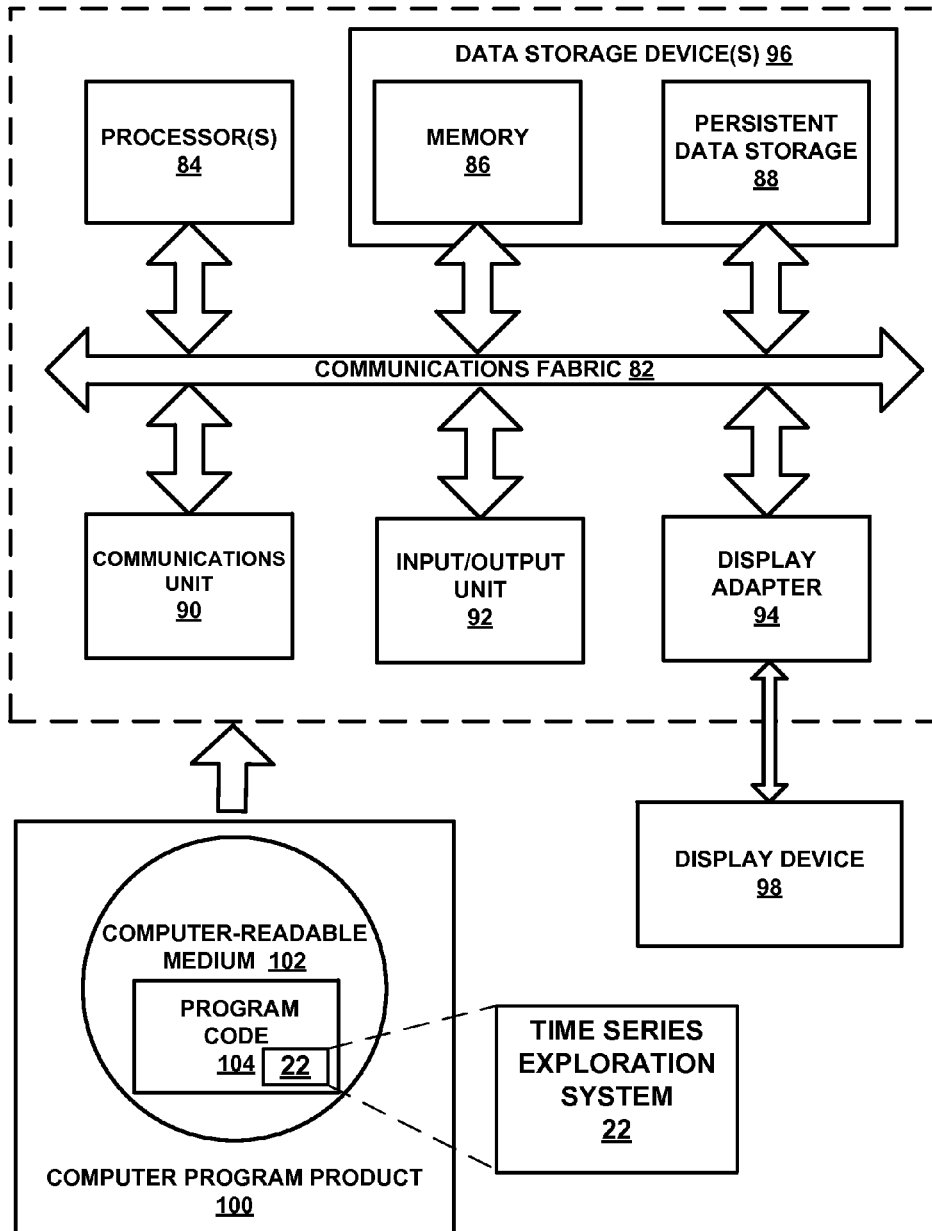 DATA STORAGE DEVICE(S) 96
PROCESSOR(S)
84
MEMORY
86
PERSISTENT
DATA STORAGE
88
COMMUNICATIONS FABRIC 82
COMMUNICATIONS
UNIT
90
INPUT/OUTPUT
UNIT
92
DISPLAY
ADAPTER
94
DISPLAY DEVICE
98
COMPUTER-READABLE
MEDIUM 102
PROGRAM
CODE
104
22
TIME SERIES
EXPLORATION
SYSTEM
22
COMPUTER PROGRAM PRODUCT
100